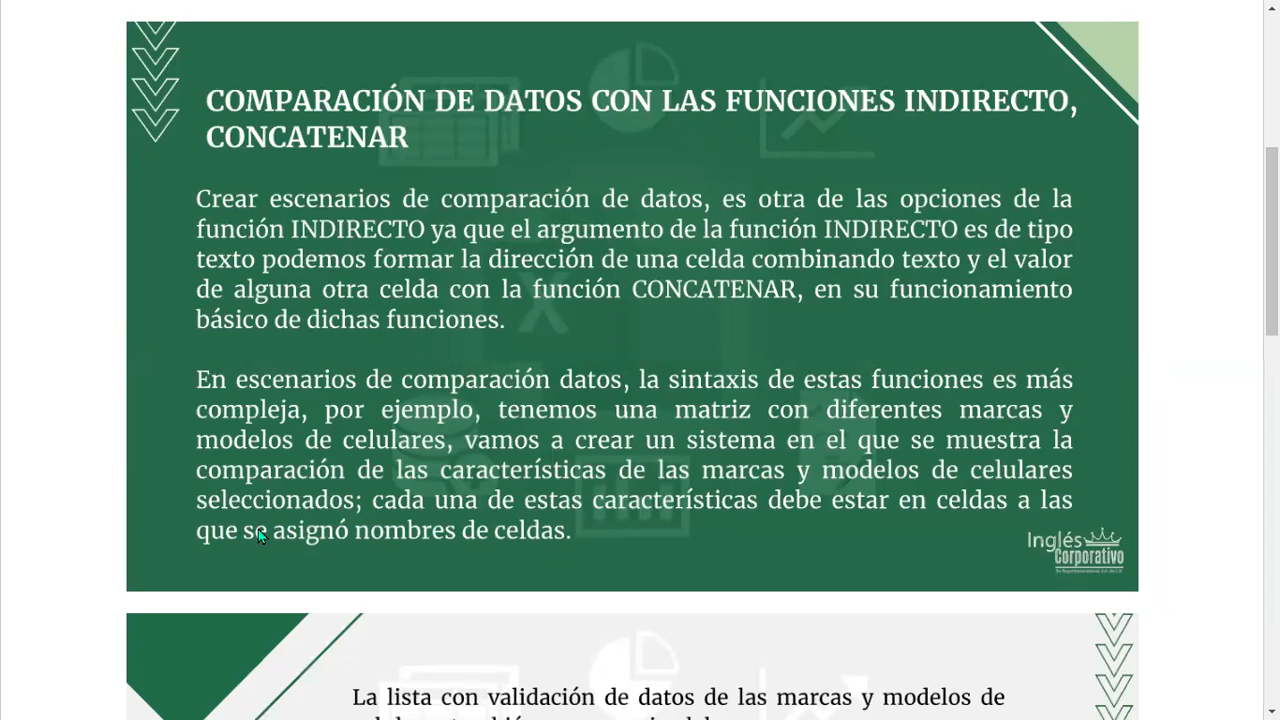 COMPARACIÓN DE DATOS CON LAS FUNCIONES INDIRECTO,
CONCATENAR
Crear escenarios de comparación de datos, es otra de las opciones de la
función INDIRECTO ya que el argumento de la función INDIRECTO es de tipo
texto podemos formar la dirección de una celda combinando texto y el valor
de alguna otra celda con la función CONCATENAR, en su funcionamiento
básico de dichas funciones.
En escenarios de comparación datos, la sintaxis de estas funciones es más
compleja, por ejemplo, tenemos una matriz con diferentes marcas y
modelos de celulares, vamos a crear un sistema en el que se muestra la
comparación de las características de las marcas y modelos de celulares
seleccionados; cada una de estas características debe estar en celdas a las
que se asignó nombres de celdas.
Inglés
Corporativo
La lista con validación de datos de las marcas y modelos de